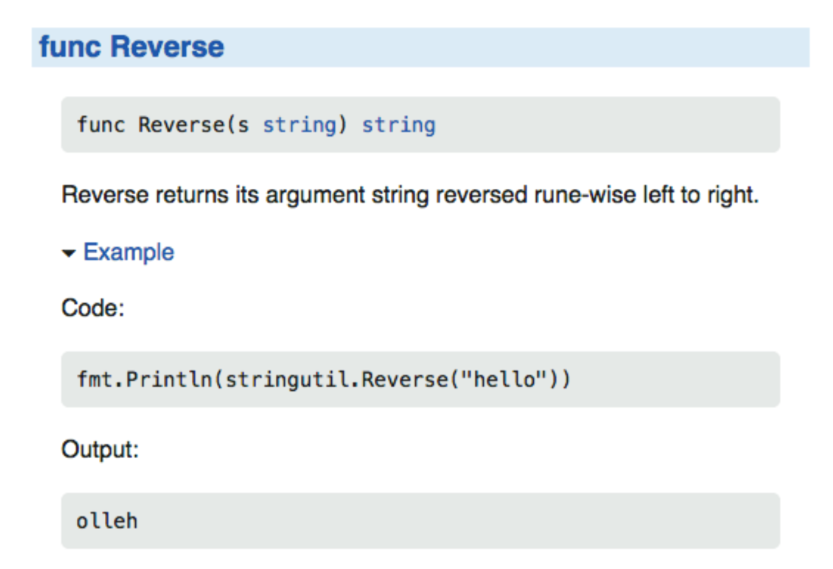 func Reverse
func Reverse(s string) string
Reverse returns its argument string reversed rune-wise left to right.
Example
Code:
fmt.Println(stringutil.Reverse("hello"))
Output:
olleh